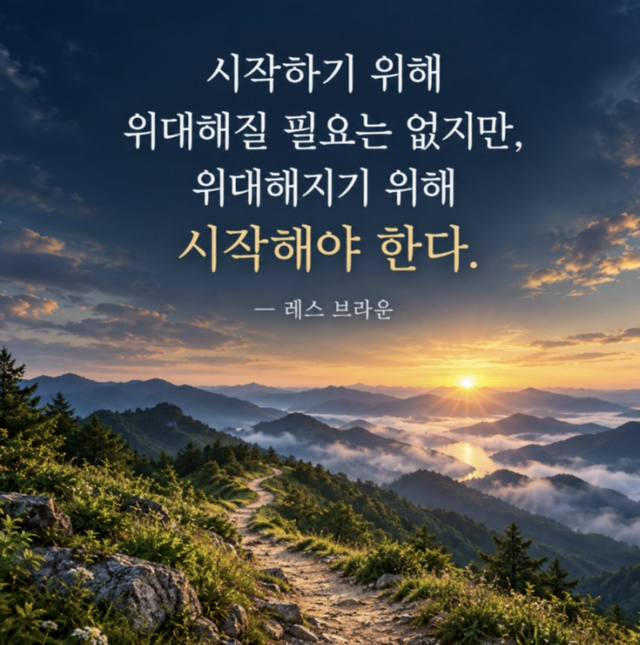 시작하기 위해
위대해질 필요는 없지만,
위대해지기 위해
시작해야 한다.
— 레스 브라운